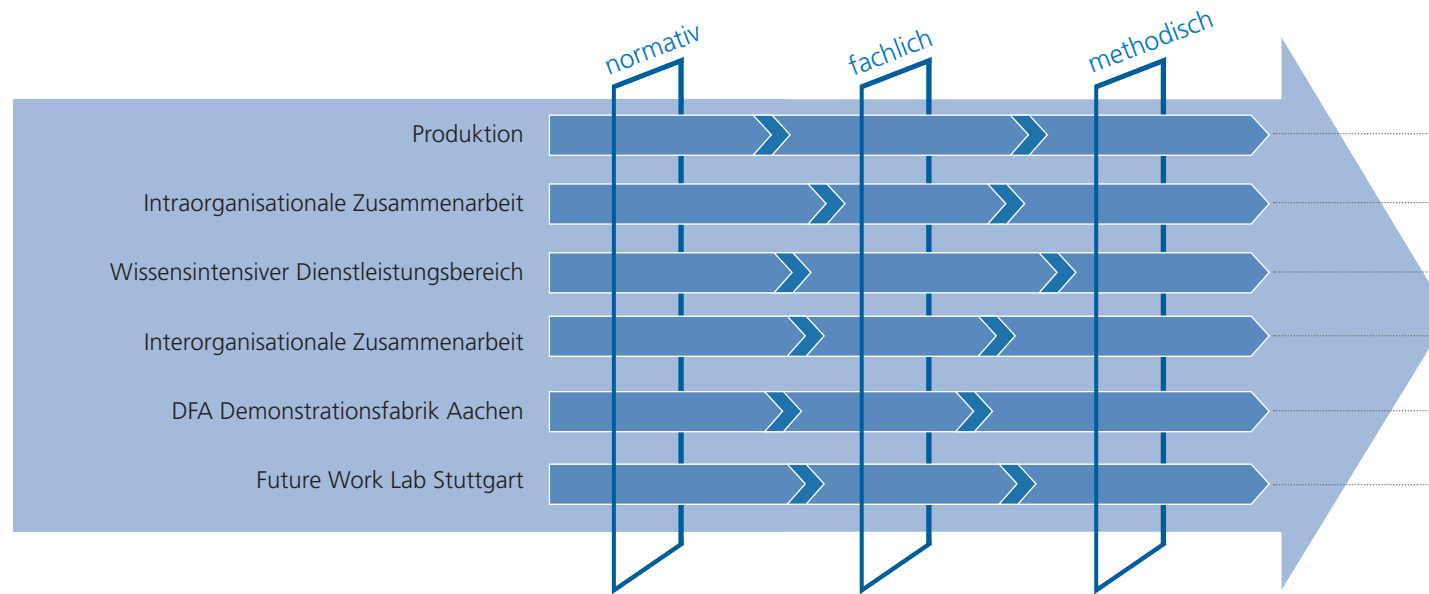 normativ
fachlich
methodisch
Produktion
Intraorganisationale Zusammenarbeit
Wissensintensiver Dienstleistungsbereich
Interorganisationale Zusammenarbeit
DFA Demonstrationsfabrik Aachen
Future Work Lab Stuttgart